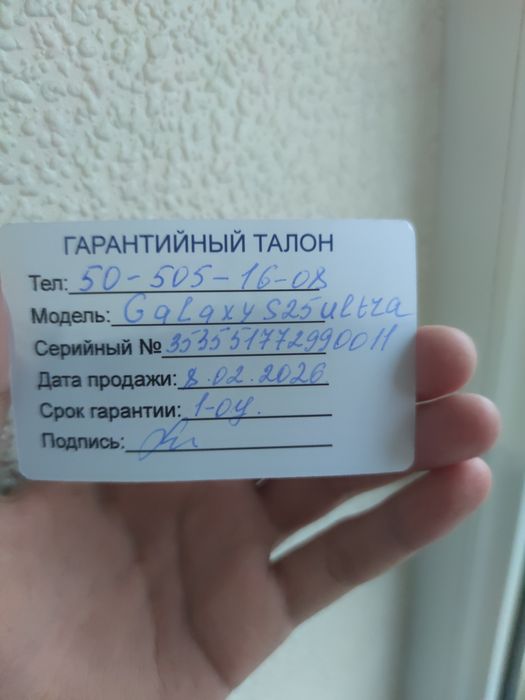 ГАРАНТИЙНЫЙ ТАЛОН
Тел: 50-505-16-08
Модель: Galaxy S25 ultra
Серийный № 353551772990011
Дата продажи: 8.02.2026
Срок гарантии: 1-оу.
Подпись: